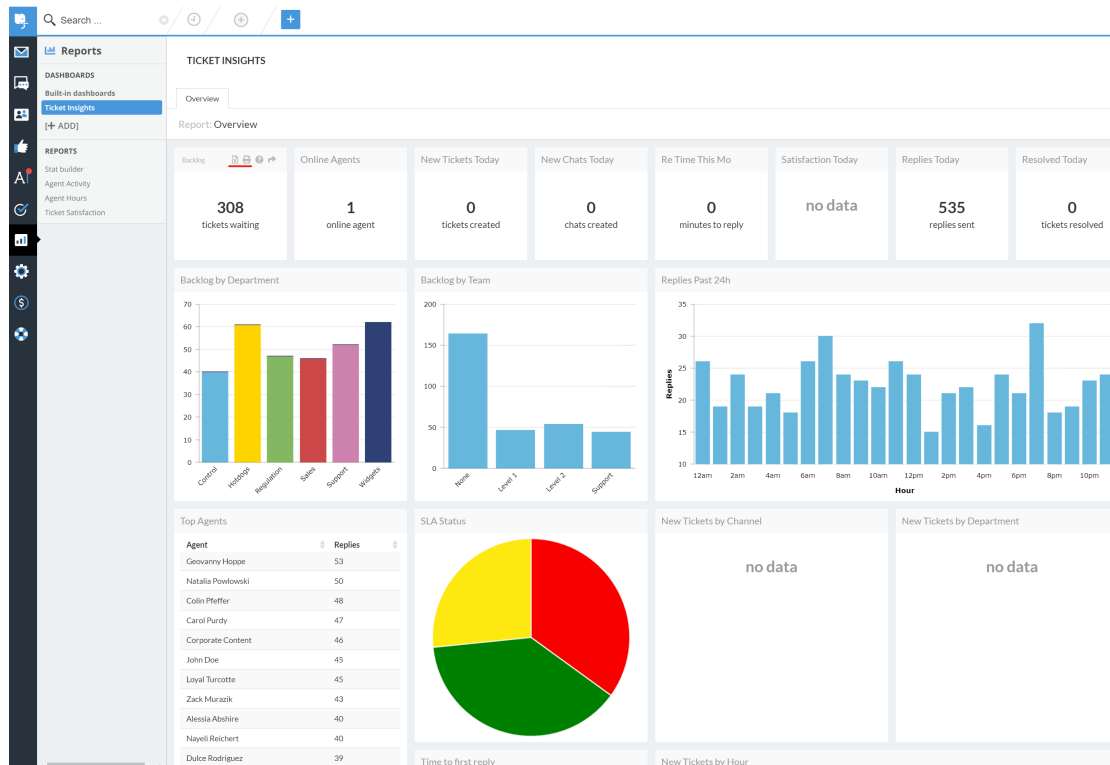 Search ...
+
Reports
DASHBOARDS
Built-in dashboards
Ticket Insights
[+ ADD]
REPORTS
Stat builder
Agent Activity
Agent Hours
Ticket Satisfaction
TICKET INSIGHTS
Overview
Report: Overview
Backlog
308
tickets waiting
Online Agents
1
online agent
New Tickets Today
0
tickets created
New Chats Today
0
chats created
Re Time This Mo
0
minutes to reply
Satisfaction Today
no data
Replies Today
535
replies sent
Resolved Today
0
tickets resolved
Backlog by Department
70
60
50
40
30
20
10
0
Control
Hotdogs
Regulation
Sales
Support
Widgets
Backlog by Team
200
150
100
50
0
None
Level 1
Level 2
Support
Replies Past 24h
Replies
35
30
25
20
15
10
12am 2am 4am 6am 8am 10am 12pm 2pm 4pm 6pm 8pm 10pm
Hour
Top Agents
Agent Replies
Geovanny Hoppe 53
Natalia Powlowski 50
Colin Pfeffer 48
Carol Purdy 47
Corporate Content 46
John Doe 45
Loyal Turcotte 45
Zack Murazik 43
Alessia Abshire 40
Nayeli Reichert 40
Dulce Rodriguez 39
SLA Status
New Tickets by Channel
no data
New Tickets by Department
no data
Time to first reply
New Tickets by Hour